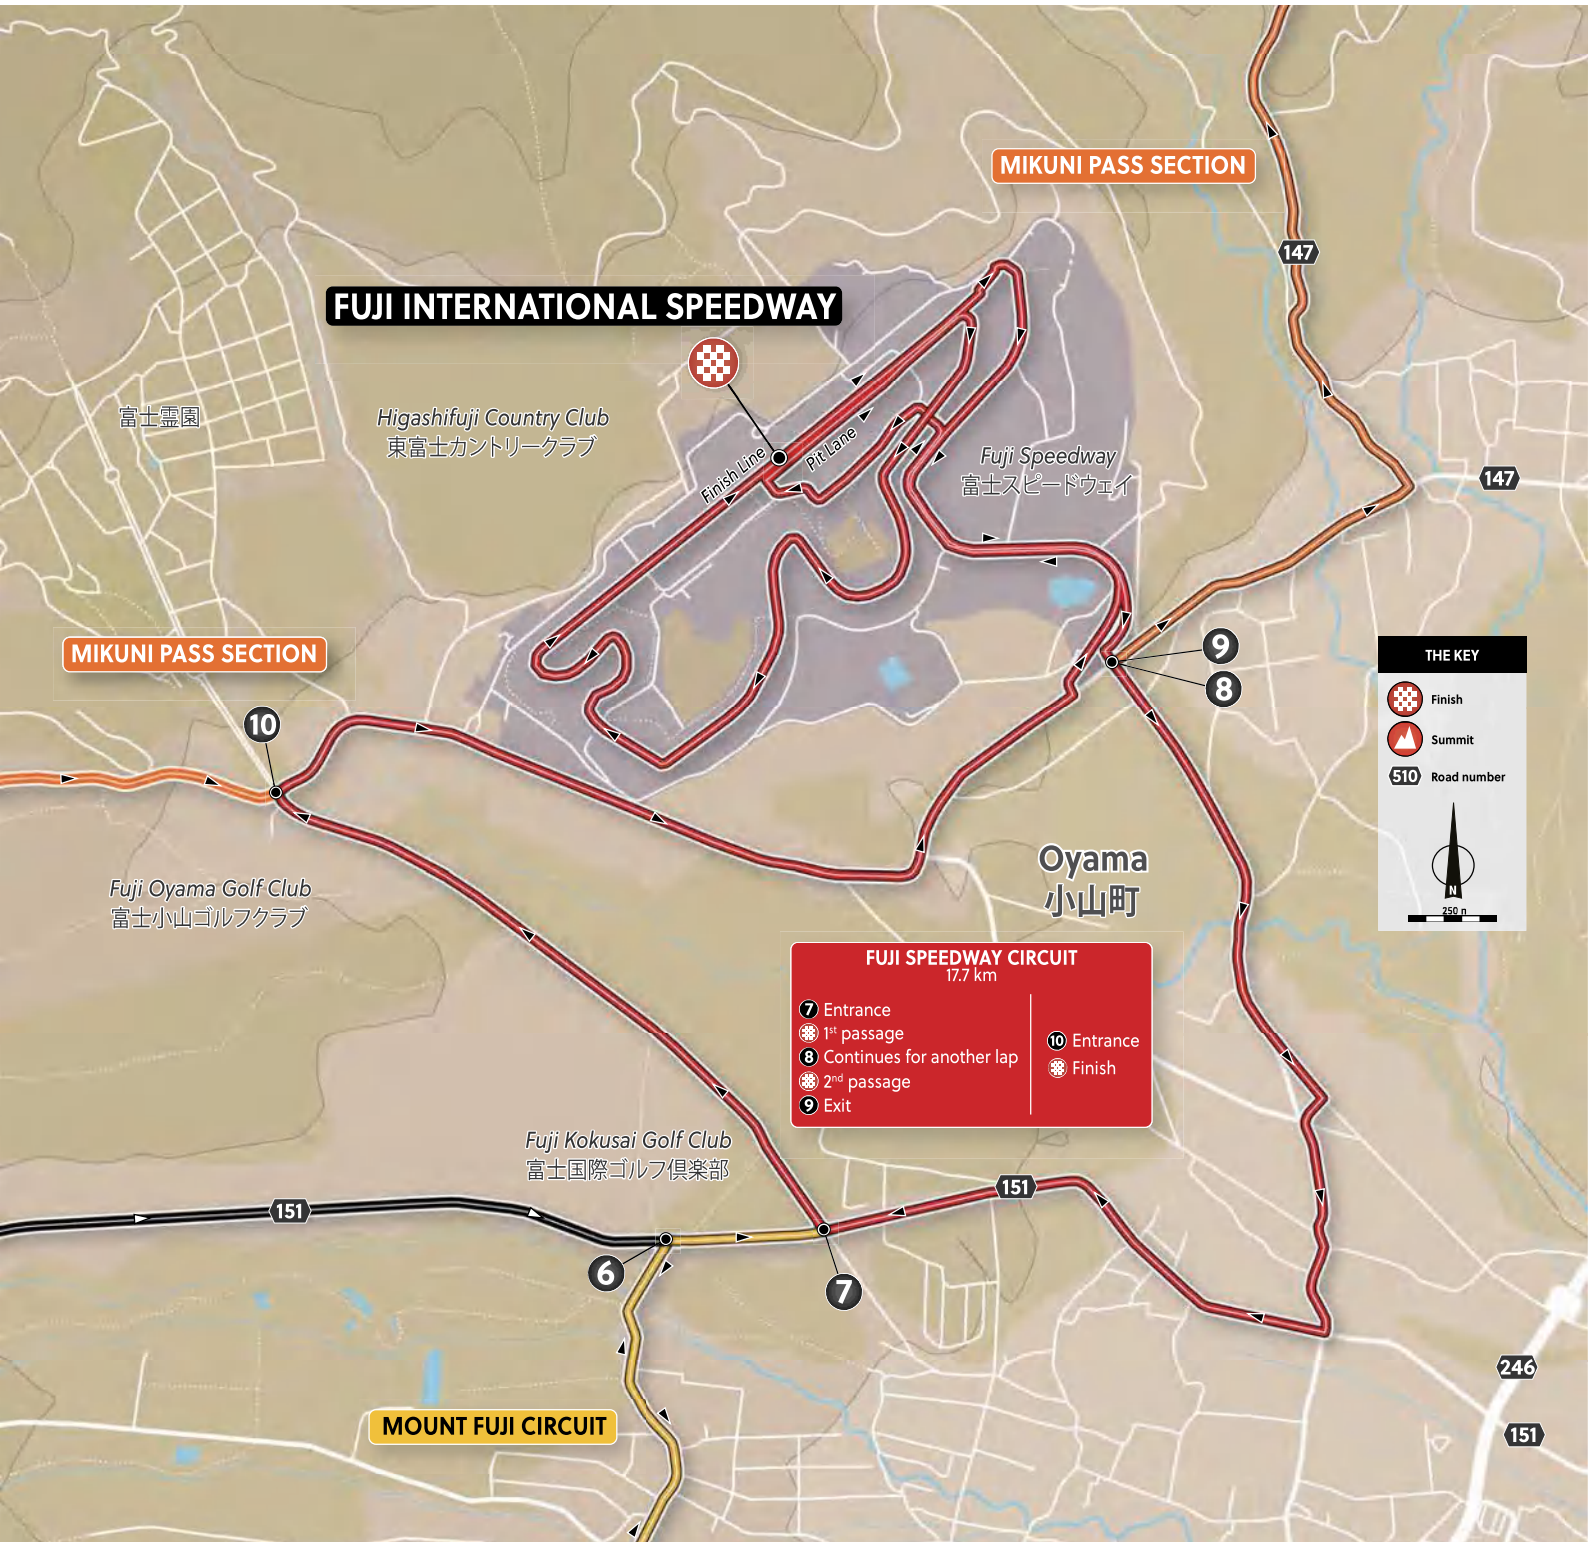 MIKUNI PASS SECTION
147
FUJI INTERNATIONAL SPEEDWAY
富士霊園
Higashifuji Country Club
東富士カントリークラブ
Finish Line
Pit Lane
Fuji Speedway
富士スピードウェイ
147
MIKUNI PASS SECTION
10
9
8
THE KEY
Finish
Summit
510 Road number
N
250 n
Fuji Oyama Golf Club
富士小山ゴルフクラブ
Oyama
小山町
FUJI SPEEDWAY CIRCUIT
17.7 km
7 Entrance
1st passage
8 Continues for another lap
2nd passage
9 Exit
10 Entrance
Finish
Fuji Kokusai Golf Club
富士国際ゴルフ倶楽部
151
151
6
7
246
151
MOUNT FUJI CIRCUIT